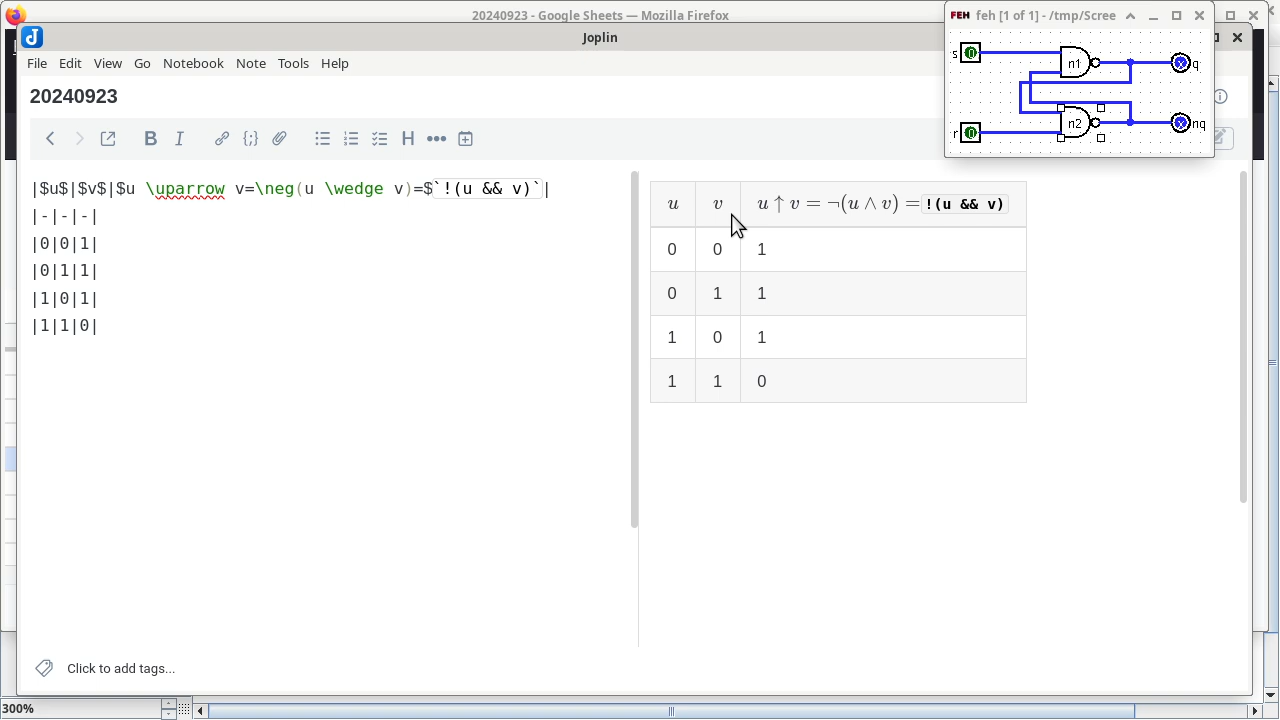 20240923 - Google Sheets — Mozilla Firefox
FEH feh [1 of 1] - /tmp/Scree
Joplin
File Edit View Go Notebook Note Tools Help
20240923
s 0 n1 x q
r 0 n2 x nq
B I H
|$u$|$v$|$u \uparrow v=\neg(u \wedge v)=$`!(u && v)`|
|-|-|-|
|0|0|1|
|0|1|1|
|1|0|1|
|1|1|0|
u v u ↑ v = ¬(u ∧ v) = !(u && v)
0 0 1
0 1 1
1 0 1
1 1 0
Click to add tags...
300%